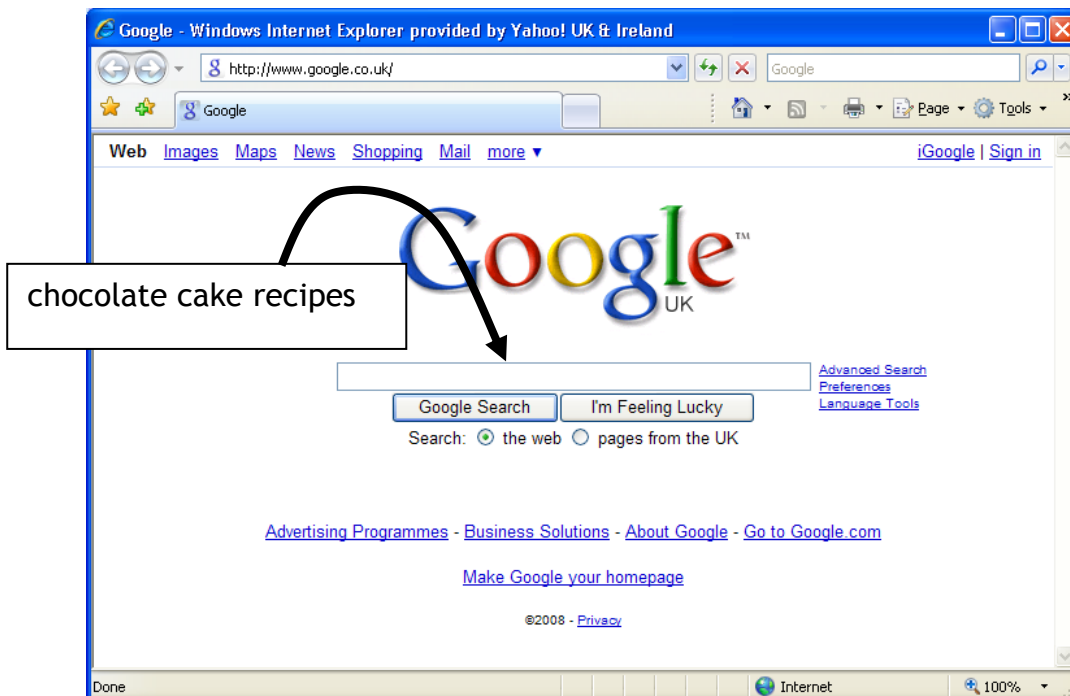 Google - Windows Internet Explorer provided by Yahoo! UK & Ireland
http://www.google.co.uk/
Google
Google
Page
Tools
Web Images Maps News Shopping Mail more ▼
iGoogle | Sign in
Google™
UK
chocolate cake recipes
Advanced Search
Preferences
Language Tools
Google Search
I'm Feeling Lucky
Search: the web pages from the UK
Advertising Programmes - Business Solutions - About Google - Go to Google.com
Make Google your homepage
©2008 - Privacy
Done
Internet
100%